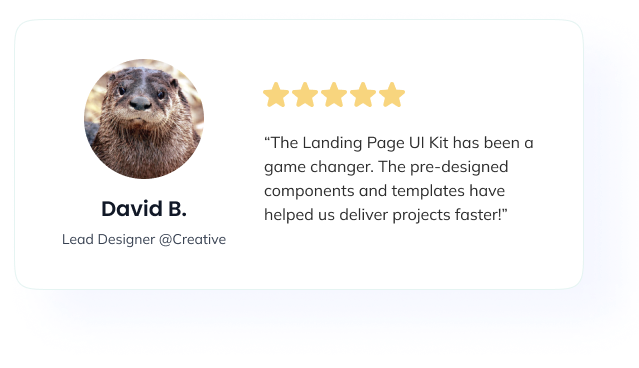 David B.
Lead Designer @Creative
“The Landing Page UI Kit has been a
game changer. The pre-designed
components and templates have
helped us deliver projects faster!”